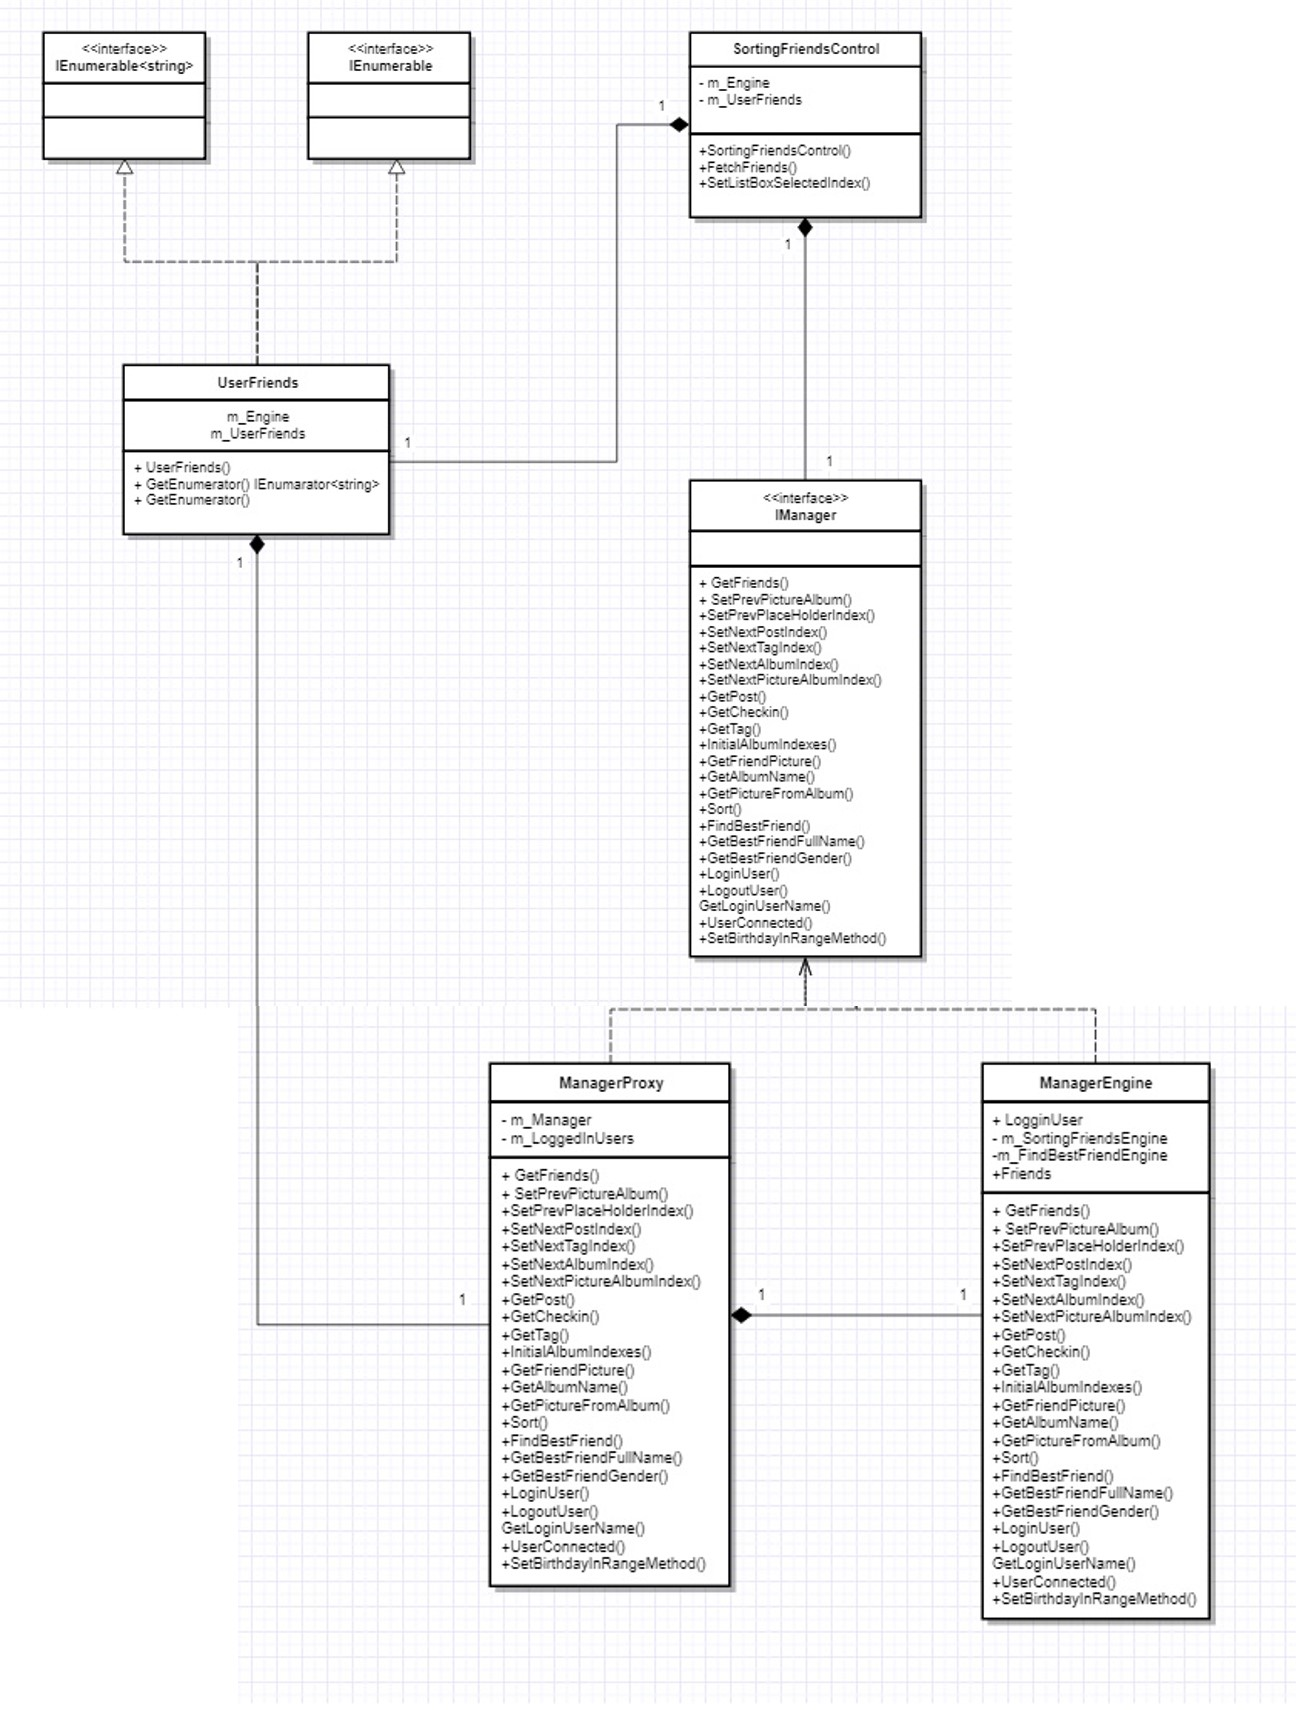 <<interface>>
IEnumerable<string>
<<interface>>
IEnumerable
SortingFriendsControl
- m_Engine
- m_UserFriends
+SortingFriendsControl()
+FetchFriends()
+SetListBoxSelectedIndex()
1
1
UserFriends
m_Engine
m_UserFriends
+ UserFriends()
+ GetEnumerator() IEnumarator<string>
+ GetEnumerator()
1
1
1
<<interface>>
IManager
+ GetFriends()
+ SetPrevPictureAlbum()
+SetPrevPlaceHolderIndex()
+SetNextPostIndex()
+SetNextTagIndex()
+SetNextAlbumIndex()
+SetNextPictureAlbumIndex()
+GetPost()
+GetCheckin()
+GetTag()
+InitialAlbumIndexes()
+GetFriendPicture()
+GetAlbumName()
+GetPictureFromAlbum()
+Sort()
+FindBestFriend()
+GetBestFriendFullName()
+GetBestFriendGender()
+LoginUser()
+LogoutUser()
GetLoginUserName()
+UserConnected()
+SetBirthdayInRangeMethod()
ManagerProxy
- m_Manager
- m_LoggedInUsers
+ GetFriends()
+ SetPrevPictureAlbum()
+SetPrevPlaceHolderIndex()
+SetNextPostIndex()
+SetNextTagIndex()
+SetNextAlbumIndex()
+SetNextPictureAlbumIndex()
+GetPost()
+GetCheckin()
+GetTag()
+InitialAlbumIndexes()
+GetFriendPicture()
+GetAlbumName()
+GetPictureFromAlbum()
+Sort()
+FindBestFriend()
+GetBestFriendFullName()
+GetBestFriendGender()
+LoginUser()
+LogoutUser()
GetLoginUserName()
+UserConnected()
+SetBirthdayInRangeMethod()
1
1
1
ManagerEngine
+ LogginUser
- m_SortingFriendsEngine
-m_FindBestFriendEngine
+Friends
+ GetFriends()
+ SetPrevPictureAlbum()
+SetPrevPlaceHolderIndex()
+SetNextPostIndex()
+SetNextTagIndex()
+SetNextAlbumIndex()
+SetNextPictureAlbumIndex()
+GetPost()
+GetCheckin()
+GetTag()
+InitialAlbumIndexes()
+GetFriendPicture()
+GetAlbumName()
+GetPictureFromAlbum()
+Sort()
+FindBestFriend()
+GetBestFriendFullName()
+GetBestFriendGender()
+LoginUser()
+LogoutUser()
GetLoginUserName()
+UserConnected()
+SetBirthdayInRangeMethod()